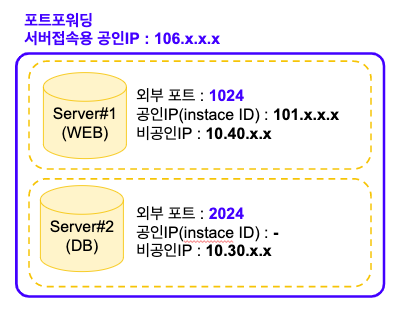 포트포워딩
서버접속용 공인IP : 106.x.x.x
Server#1
(WEB)
외부 포트 : 1024
공인IP(instace ID) : 101.x.x.x
비공인IP : 10.40.x.x
Server#2
(DB)
외부 포트 : 2024
공인IP(instace ID) : -
비공인IP : 10.30.x.x